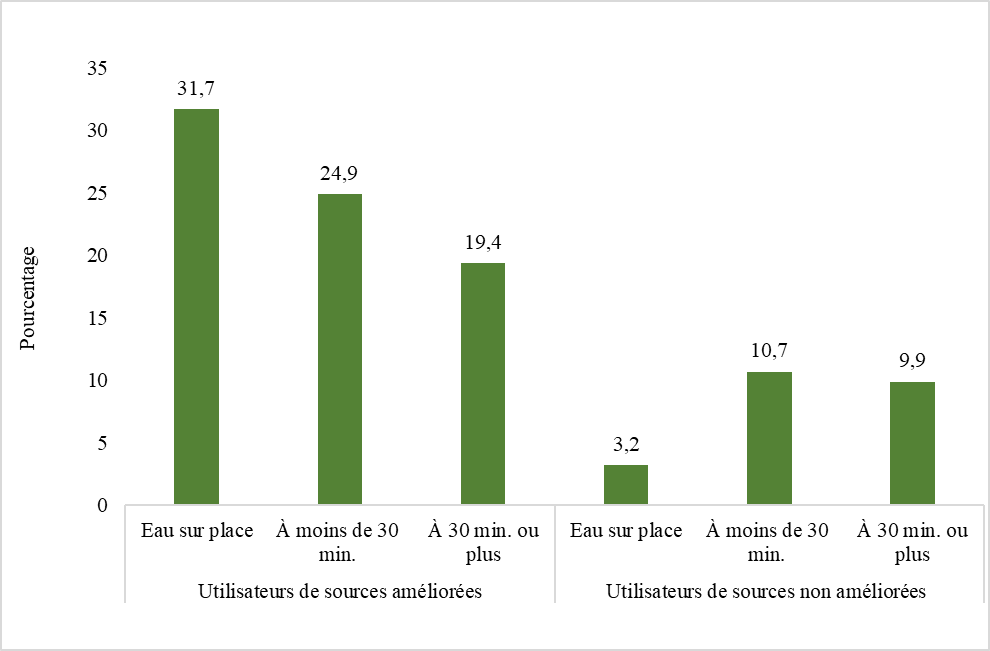 35
30
25
20
15
10
5
0
Pourcentage
31,7
24,9
19,4
3,2
10,7
9,9
Eau sur place
À moins de 30
min.
À 30 min. ou
plus
Eau sur place
À moins de 30
min.
À 30 min. ou
plus
Utilisateurs de sources améliorées
Utilisateurs de sources non améliorées